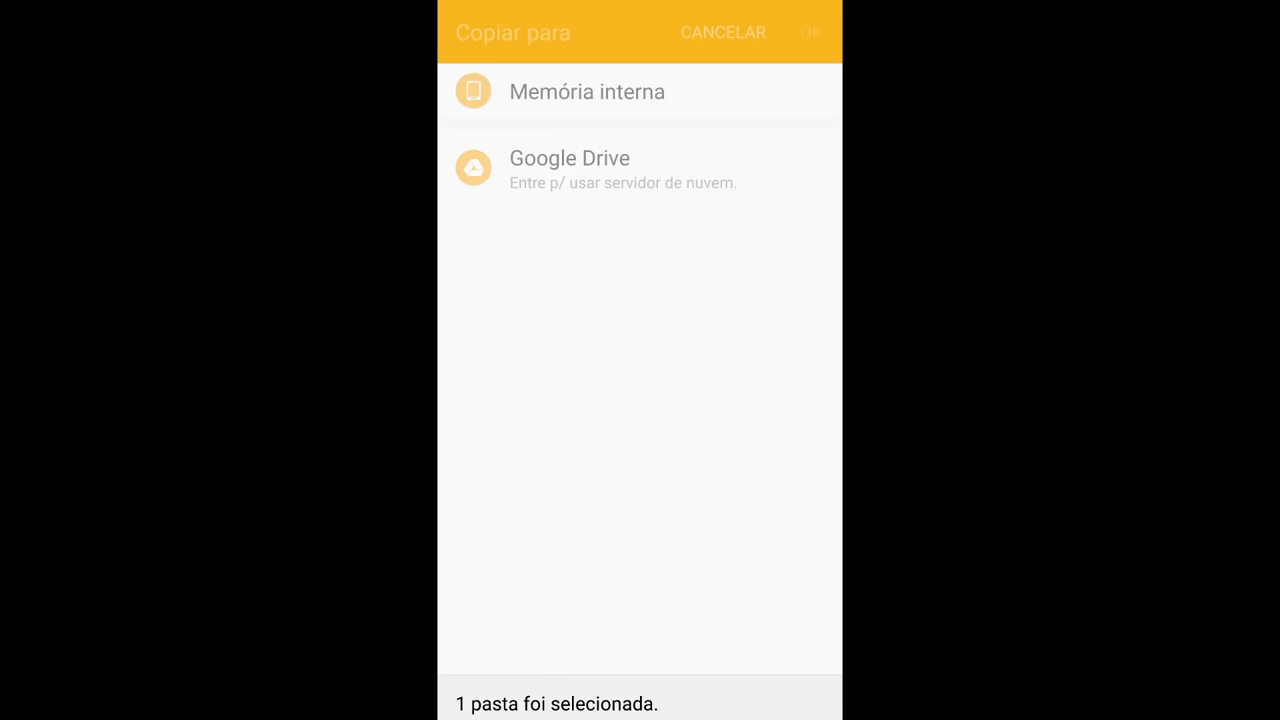 Copiar para
CANCELAR
OK
Memória interna
Google Drive
Entre p/ usar servidor de nuvem.
1 pasta foi selecionada.